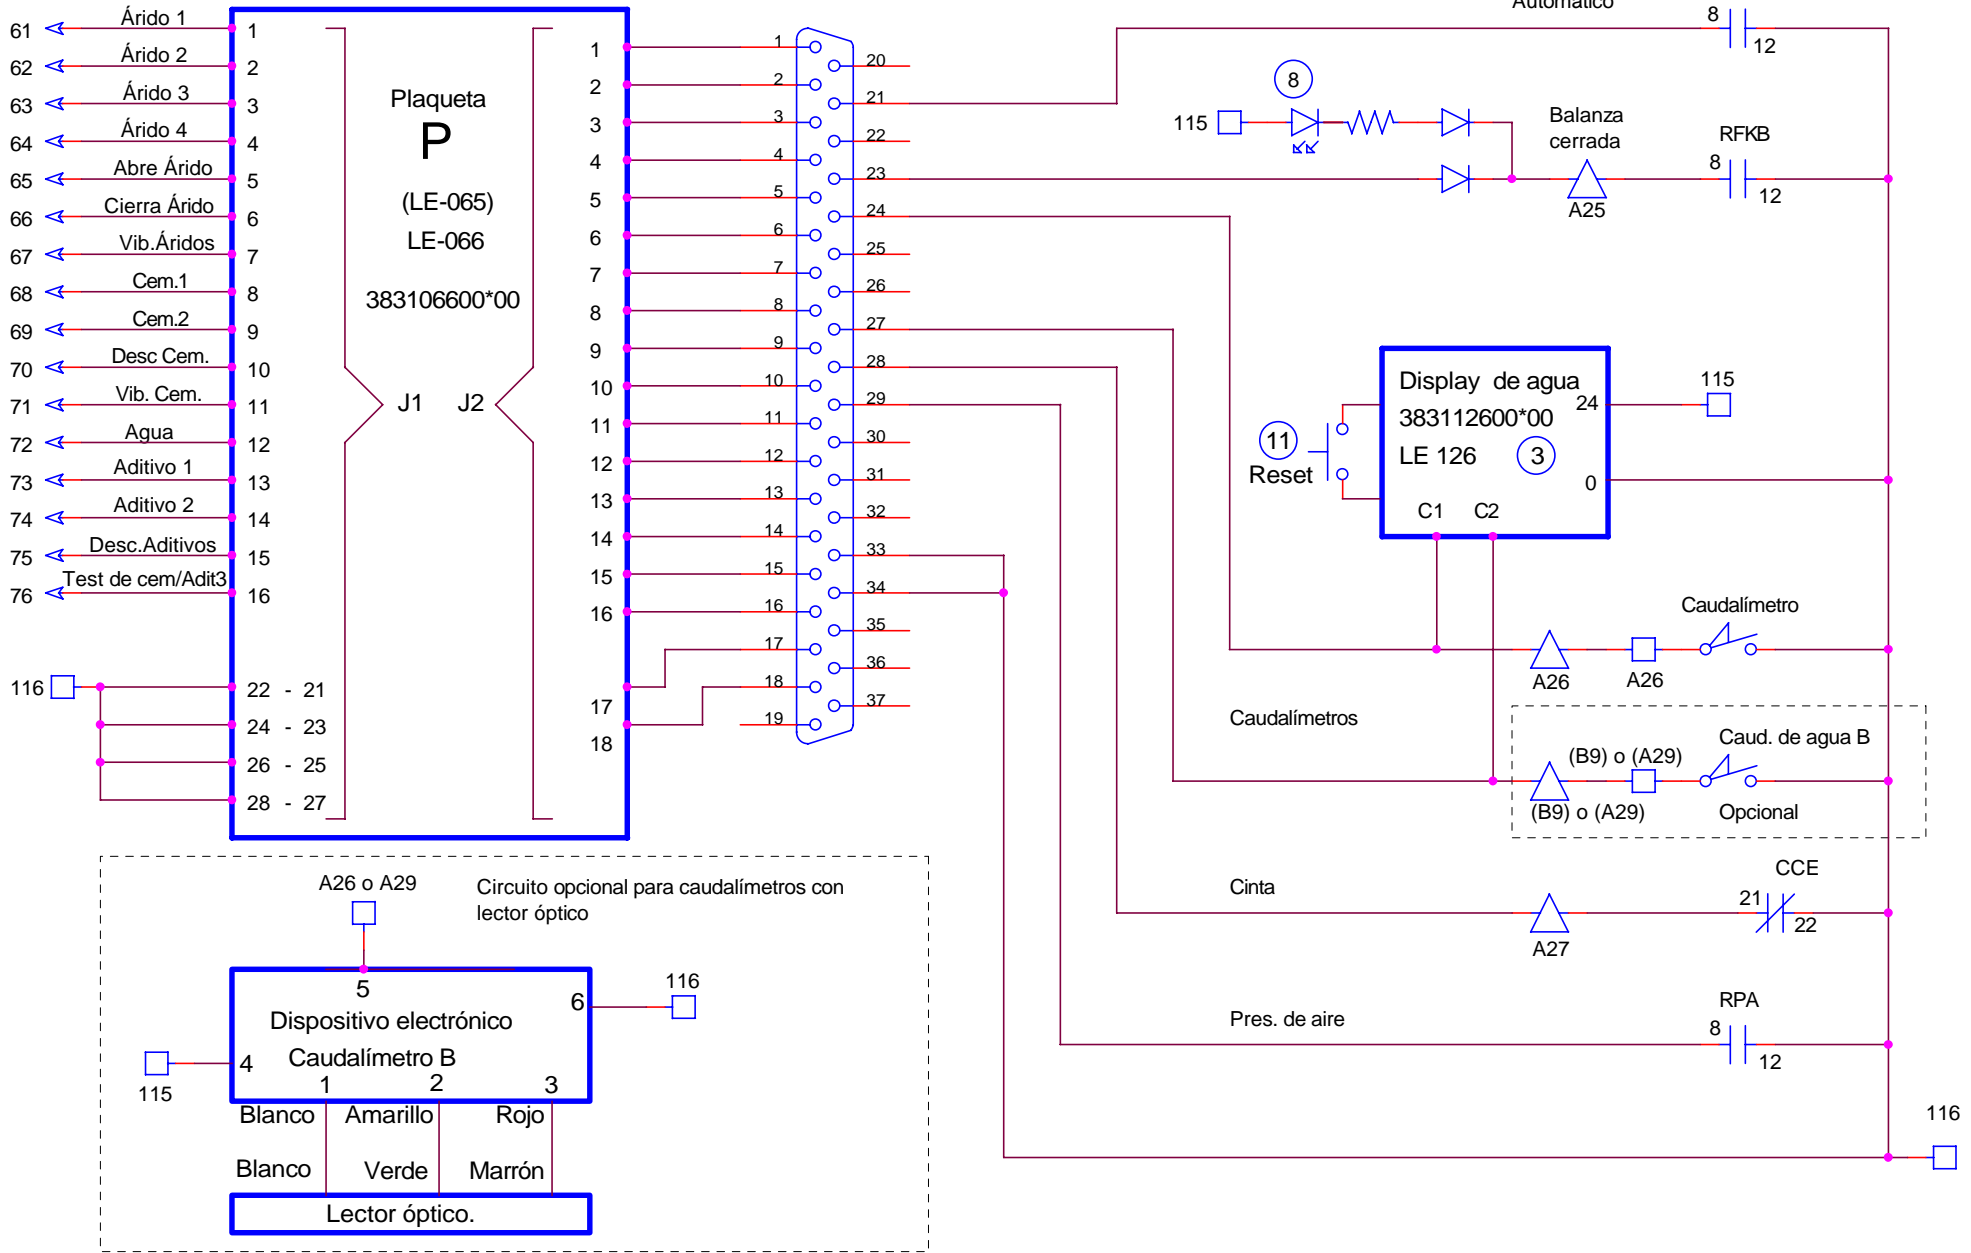 Automático
61 Árido 1 1
62 Árido 2 2
63 Árido 3 3
64 Árido 4 4
65 Abre Árido 5
66 Cierra Árido 6
67 Vib.Áridos 7
68 Cem.1 8
69 Cem.2 9
70 Desc Cem. 10
71 Vib. Cem. 11
72 Agua 12
73 Aditivo 1 13
74 Aditivo 2 14
75 Desc.Aditivos 15
76 Test de cem/Adit3 16
116
22 - 21
24 - 23
26 - 25
28 - 27
Plaqueta
P
(LE-065)
LE-066
383106600*00
J1 J2
1
2
3
4
5
6
7
8
9
10
11
12
13
14
15
16
17
18
1
2
3
4
5
6
7
8
9
10
11
12
13
14
15
16
17
18
19
20
21
22
23
24
25
26
27
28
29
30
31
32
33
34
35
36
37
8
12
8
115
Balanza
cerrada
A25
RFKB
8
12
Display de agua
383112600*00
LE 126
3
24
0
C1 C2
115
11
Reset
Caudalímetro
A26
A26
Caudalímetros
Caud. de agua B
(B9) o (A29)
(B9) o (A29)
Opcional
Cinta
CCE
21
22
A27
Pres. de aire
RPA
8
12
116
A26 o A29
Circuito opcional para caudalímetros con
lector óptico
5
6
116
Dispositivo electrónico
Caudalímetro B
4
115
1 2 3
Blanco Amarillo Rojo
Blanco Verde Marrón
Lector óptico.